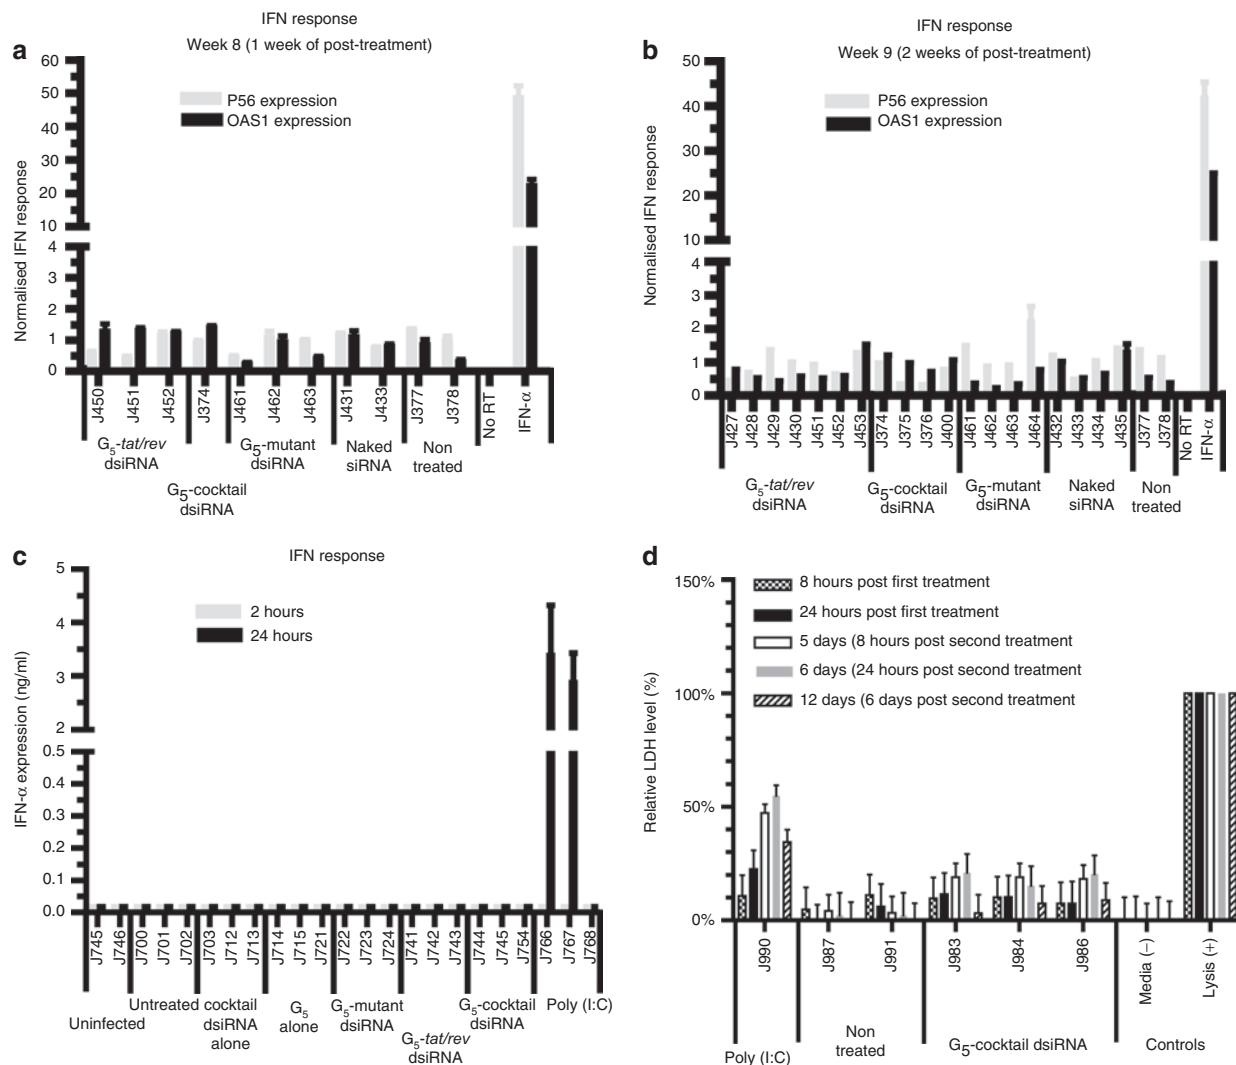 a
IFN response
Week 8 (1 week of post-treatment)
Normalised IFN response
60
50
40
30
20
10
4
3
2
1
0
P56 expression
OAS1 expression
J450
J451
J452
J374
J461
J462
J463
J431
J433
J377
J378
No RT
IFN-α
G5-tat/rev
dsiRNA
G5-cocktail
dsiRNA
G5-mutant
dsiRNA
Naked
siRNA
Non
treated
b
IFN response
Week 9 (2 weeks of post-treatment)
Normalised IFN response
50
40
30
20
10
4
3
2
1
0
P56 expression
OAS1 expression
J427
J428
J429
J430
J451
J452
J453
J374
J375
J376
J400
J461
J462
J463
J464
J432
J433
J434
J435
J377
J378
No RT
IFN-α
G5-tat/rev
dsiRNA
G5-cocktail
dsiRNA
G5-mutant
dsiRNA
Naked
siRNA
Non
treated
c
IFN response
IFN-α expression (ng/ml)
5
4
3
2
0.5
0.4
0.3
0.2
0.1
0.0
2 hours
24 hours
J745
J746
J700
J701
J702
J703
J712
J713
J714
J715
J721
J722
J723
J724
J741
J742
J743
J744
J745
J754
J766
J767
J768
Uninfected
Untreated
cocktail
dsiRNA
alone
G5
alone
G5-mutant
dsiRNA
G5-tat/rev
dsiRNA
G5-cocktail
dsiRNA
Poly (I:C)
d
Relative LDH level (%)
150%
100%
50%
0%
8 hours post first treatment
24 hours post first treatment
5 days (8 hours post second treatment
6 days (24 hours post second treatment
12 days (6 days post second treatment
J990
J987
J991
J983
J984
J986
Media (−)
Lysis (+)
Poly (I:C)
Non
treated
G5-cocktail dsiRNA
Controls